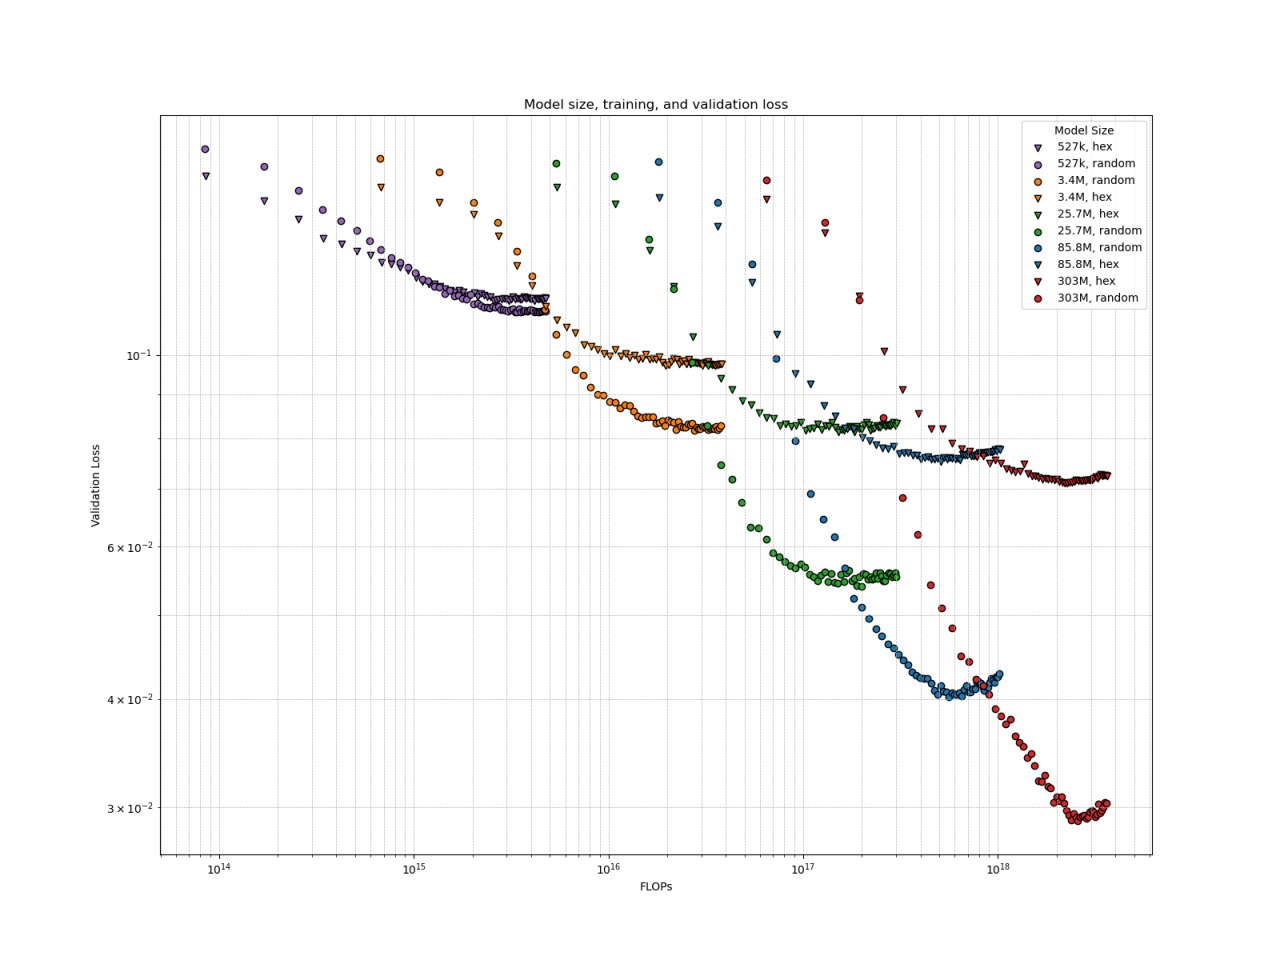 Model size, training, and validation loss
Model Size
527k, hex
527k, random
3.4M, random
3.4M, hex
25.7M, hex
25.7M, random
85.8M, random
85.8M, hex
303M, hex
303M, random
Validation Loss
10⁻¹
6 × 10⁻²
4 × 10⁻²
3 × 10⁻²
10¹⁴
10¹⁵
10¹⁶
10¹⁷
10¹⁸
FLOPs